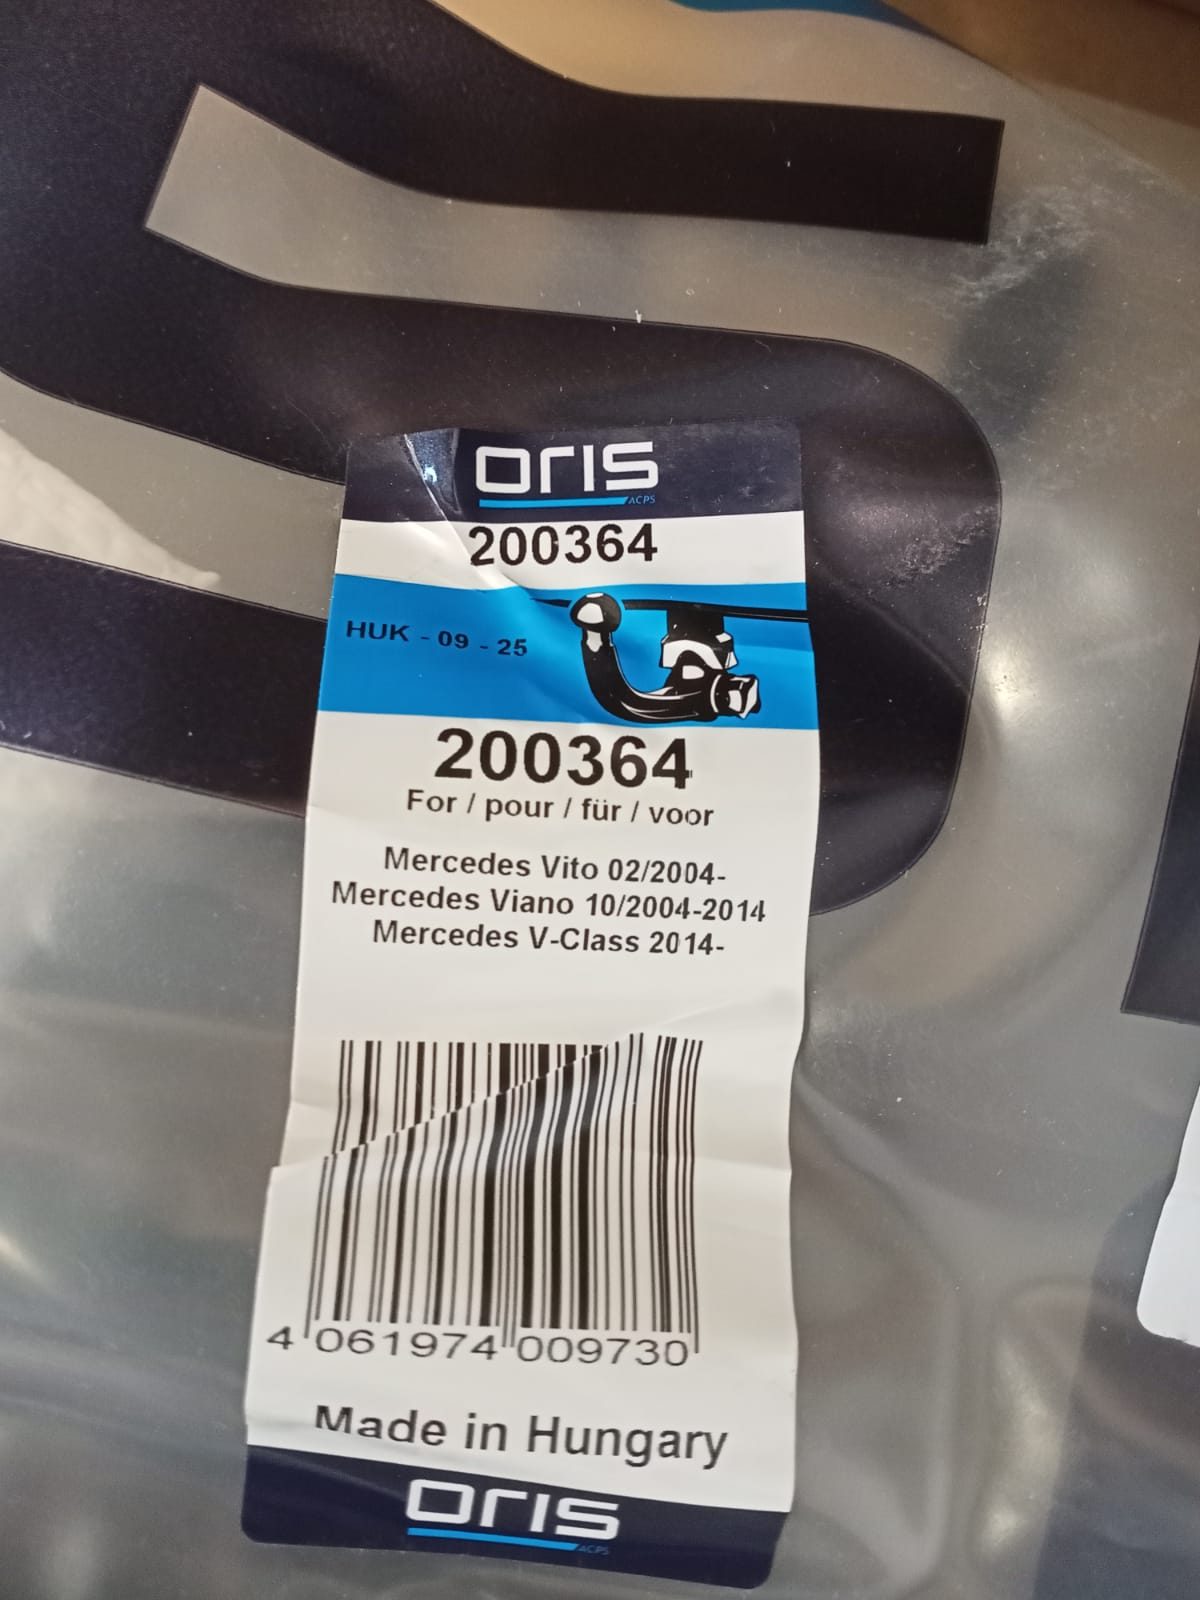 ORIS
ACPS
200364
HUK - 09 - 25
200364
For / pour / für / voor
Mercedes Vito 02/2004-
Mercedes Viano 10/2004-2014
Mercedes V-Class 2014-
4 061974 009730
Made in Hungary
ORIS
ACPS